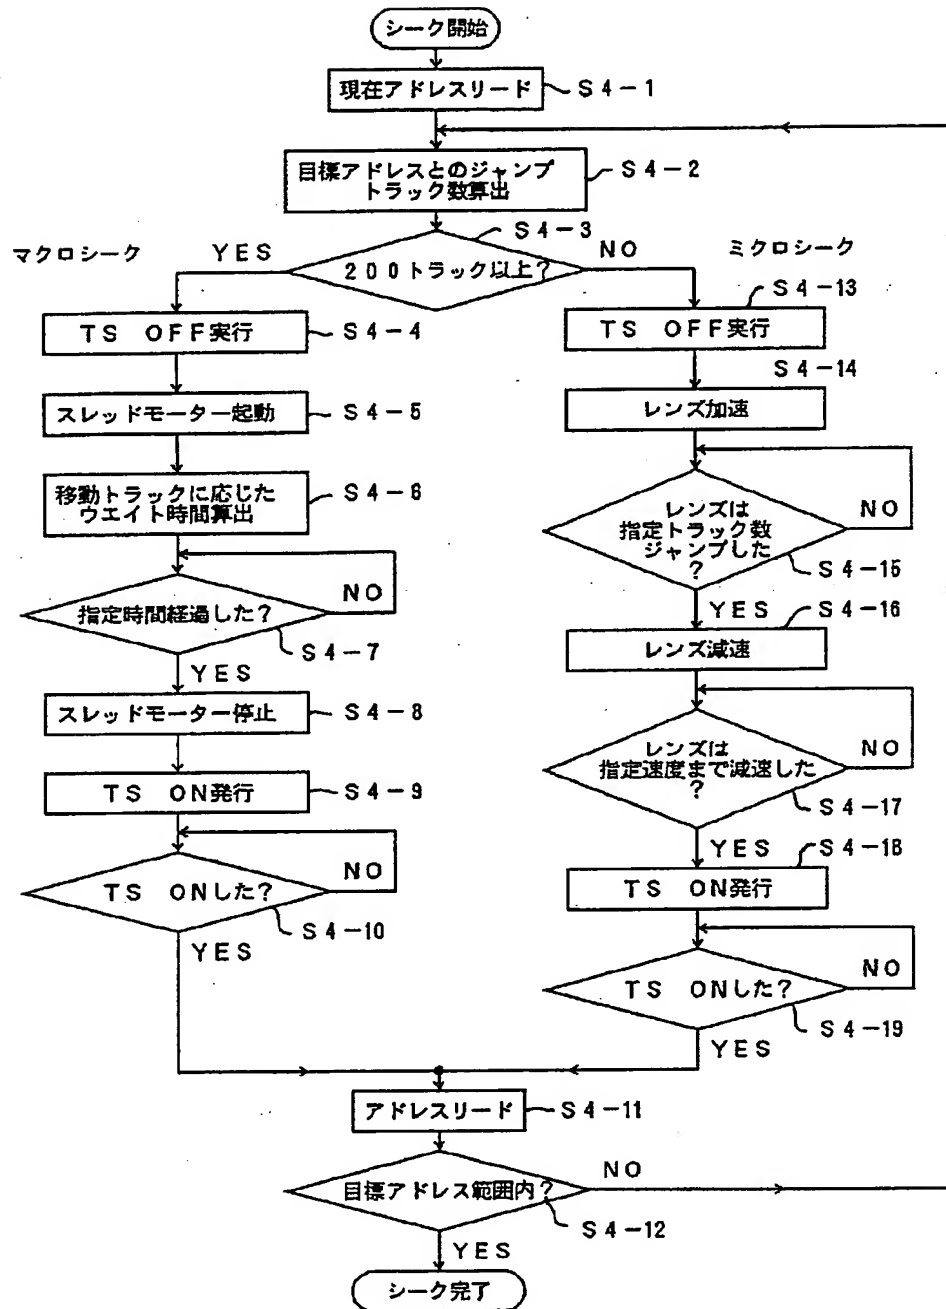 シーク開始
現在アドレスリード
S4-1
目標アドレスとのジャンプ
トラック数算出
S4-2
S4-3
マクロシーク
YES
200トラック以上?
NO
ミクロシーク
TS OFF実行
S4-4
スレッドモーター起動
S4-5
移動トラックに応じた
ウエイト時間算出
S4-6
指定時間経過した?
NO
S4-7
YES
スレッドモーター停止
S4-8
TS ON発行
S4-9
TS ONした?
NO
S4-10
YES
S4-13
TS OFF実行
S4-14
レンズ加速
レンズは
指定トラック数
ジャンプした
?
NO
S4-15
YES
S4-16
レンズ減速
レンズは
指定速度まで減速した
?
NO
S4-17
YES
S4-18
TS ON発行
TS ONした?
NO
S4-19
YES
アドレスリード
S4-11
目標アドレス範囲内?
NO
S4-12
YES
シーク完了